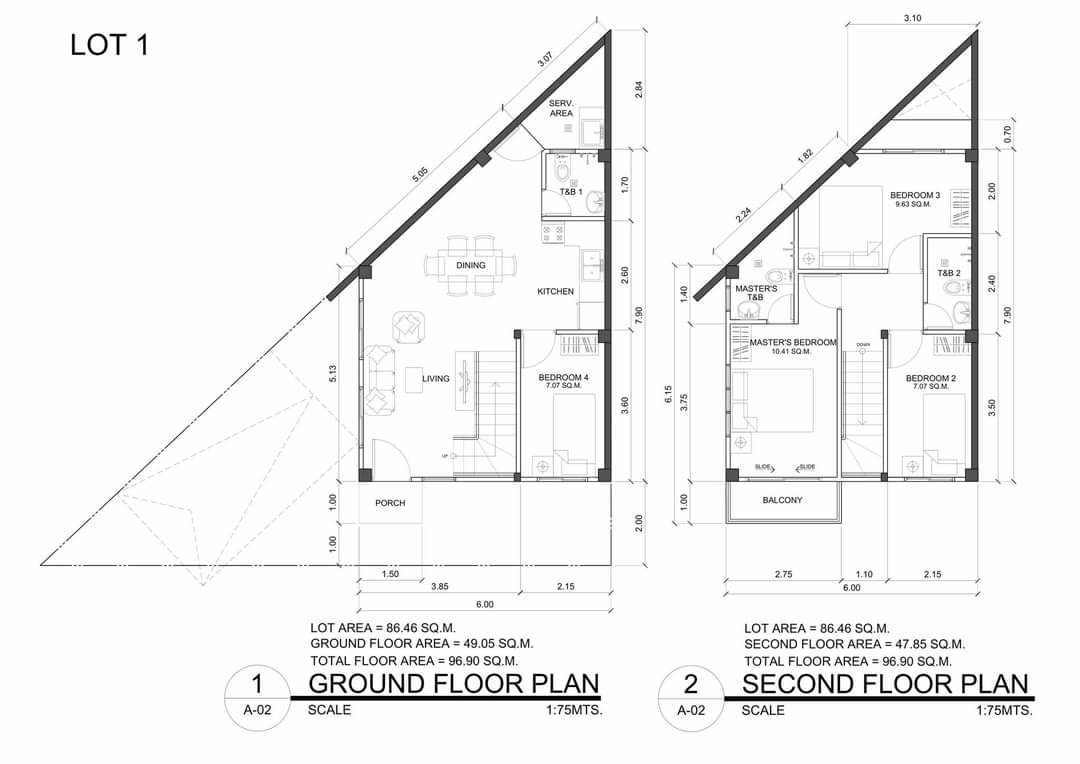 LOT 1
3.07
2.84
SERV.
AREA
5.05
T&B 1
1.70
DINING
KITCHEN
2.60
7.90
5.13
LIVING
BEDROOM 4
7.07 SQ.M.
3.60
UP
1.00
PORCH
1.00
2.00
1.50
3.85
2.15
6.00
LOT AREA = 86.46 SQ.M.
GROUND FLOOR AREA = 49.05 SQ.M.
TOTAL FLOOR AREA = 96.90 SQ.M.
1
A-02
GROUND FLOOR PLAN
SCALE
1:75MTS.
3.10
0.70
1.82
2.24
BEDROOM 3
9.63 SQ.M.
2.00
T&B 2
2.40
7.90
MASTER'S
T&B
1.40
MASTER'S BEDROOM
10.41 SQ.M.
DOWN
BEDROOM 2
7.07 SQ.M.
6.15
3.75
3.50
SLIDE
SLIDE
1.00
BALCONY
2.75
1.10
2.15
6.00
LOT AREA = 86.46 SQ.M.
SECOND FLOOR AREA = 47.85 SQ.M.
TOTAL FLOOR AREA = 96.90 SQ.M.
2
A-02
SECOND FLOOR PLAN
SCALE
1:75MTS.